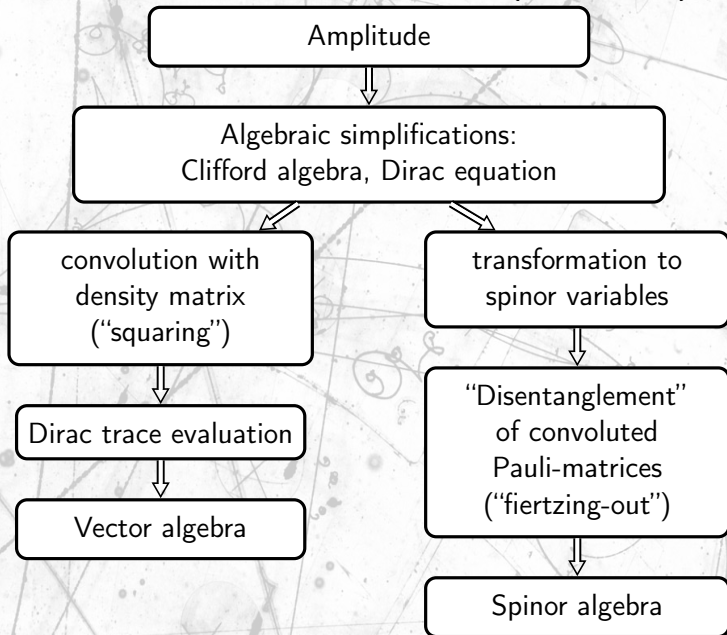 Amplitude
Algebraic simplifications:
Clifford algebra, Dirac equation
convolution with
density matrix
(“squaring”)
Dirac trace evaluation
Vector algebra
transformation to
spinor variables
“Disentanglement”
of convoluted
Pauli-matrices
(“fiertzing-out”)
Spinor algebra